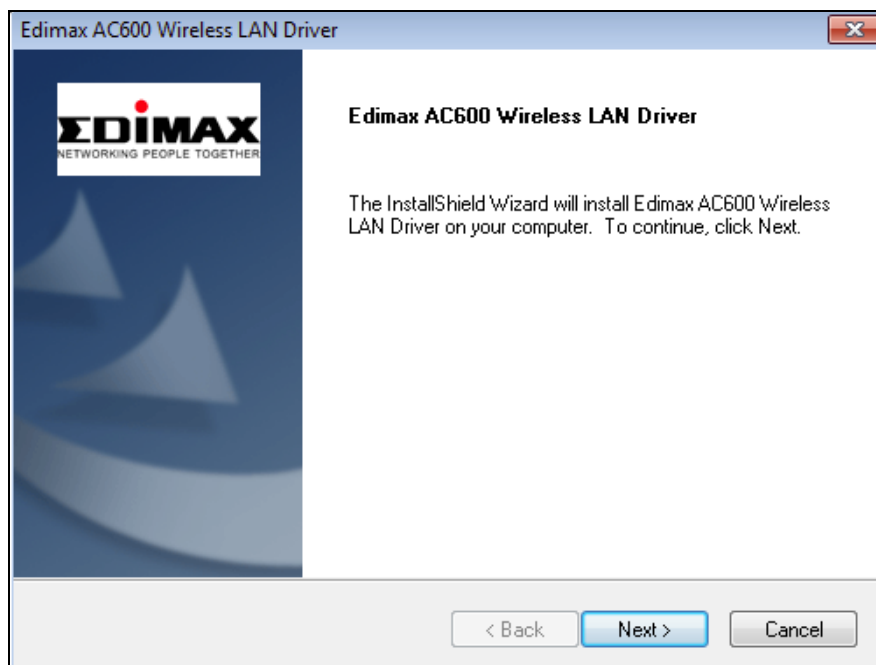 Edimax AC600 Wireless LAN Driver
EDiMAX
NETWORKING PEOPLE TOGETHER
Edimax AC600 Wireless LAN Driver
The InstallShield Wizard will install Edimax AC600 Wireless
LAN Driver on your computer.  To continue, click Next.
< Back
Next >
Cancel